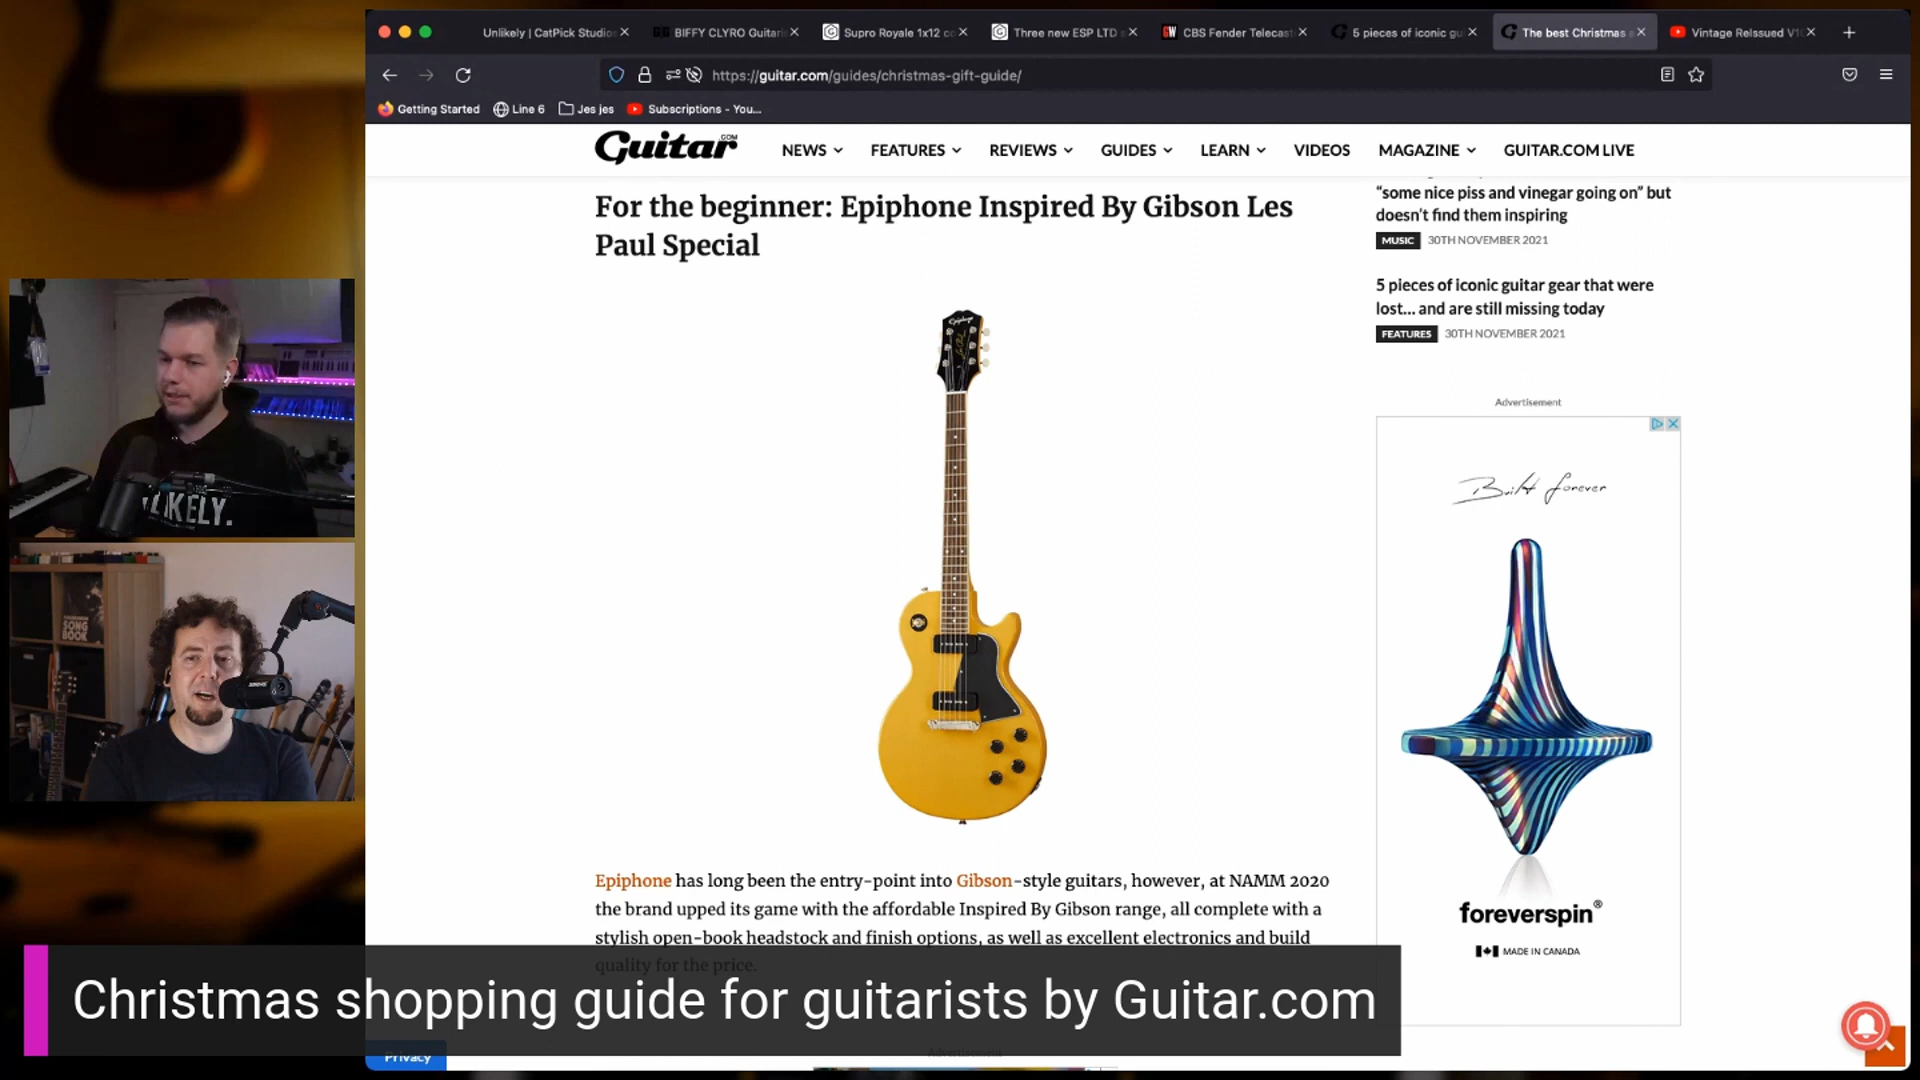 Unlikely | CatPick Studio
BIFFY CLYRO Guitari
Supro Royale 1x12 c
Three new ESP LTD
CBS Fender Telecast
5 pieces of iconic gu
The best Christmas
Vintage ReIssued V1
https://guitar.com/guides/christmas-gift-guide/
Getting Started
Line 6
Jes jes
Subscriptions - You...
Guitar.com
NEWS
FEATURES
REVIEWS
GUIDES
LEARN
VIDEOS
MAGAZINE
GUITAR.COM LIVE
For the beginner: Epiphone Inspired By Gibson Les
Paul Special
“some nice piss and vinegar going on” but
doesn’t find them inspiring
MUSIC 30TH NOVEMBER 2021
5 pieces of iconic guitar gear that were
lost… and are still missing today
FEATURES 30TH NOVEMBER 2021
Advertisement
Built forever
foreverspin®
MADE IN CANADA
Epiphone
SONG
BOOK
Epiphone has long been the entry-point into Gibson-style guitars, however, at NAMM 2020
the brand upped its game with the affordable Inspired By Gibson range, all complete with a
stylish open-book headstock and finish options, as well as excellent electronics and build
quality for the price.
Christmas shopping guide for guitarists by Guitar.com
Privacy
Advertisement